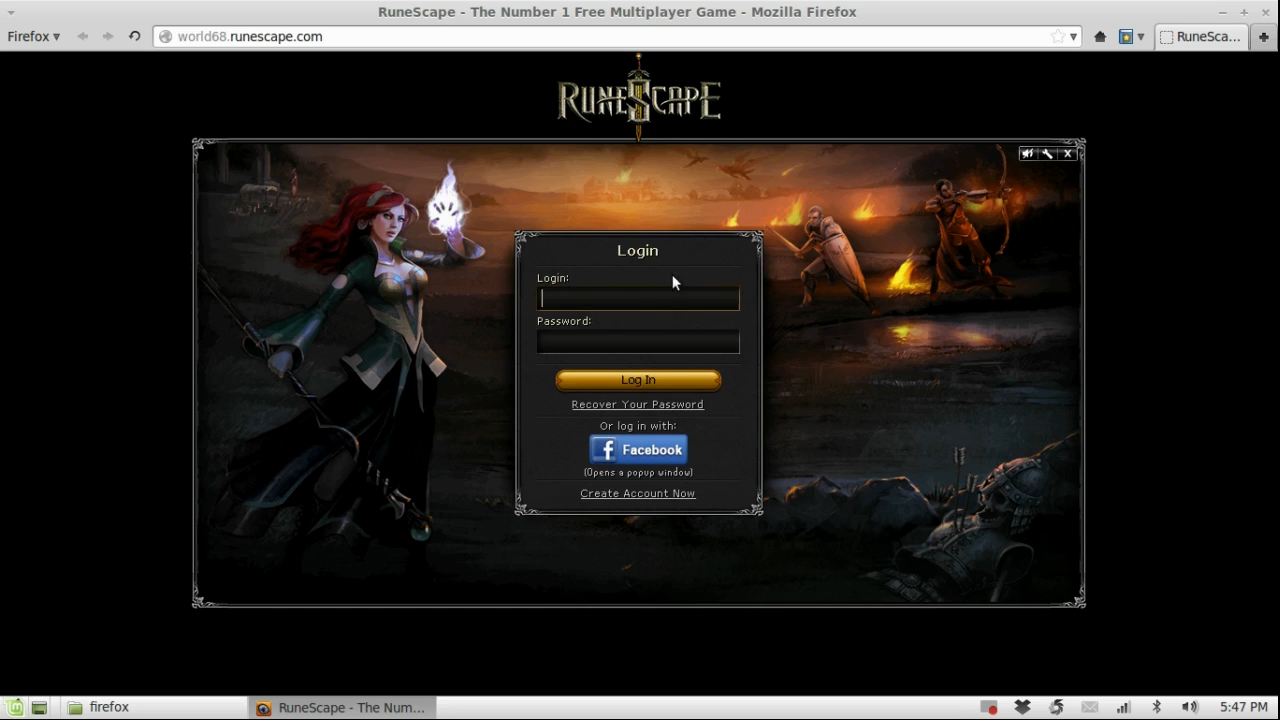 RuneScape - The Number 1 Free Multiplayer Game - Mozilla Firefox
Firefox
world68.runescape.com
RuneSca...
RUNESCAPE
Login
Login:
Password:
Log In
Recover Your Password
Or log in with:
f Facebook
(Opens a popup window)
Create Account Now
firefox
RuneScape - The Num...
5:47 PM